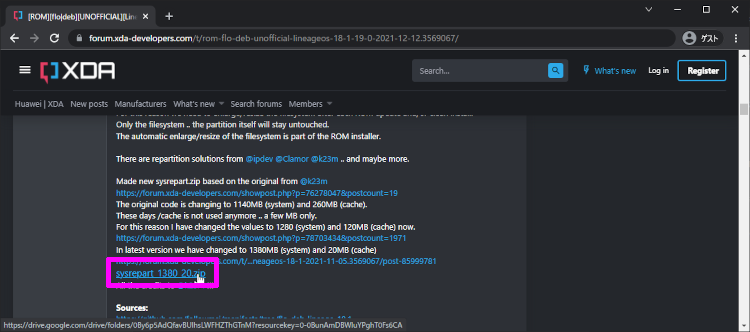 [ROM][flo|deb][UNOFFICIAL][Line
forum.xda-developers.com/t/rom-flo-deb-unofficial-lineageos-18-1-19-0-2021-12-12.3569067/
ゲスト
XDA
Search...
What's new
Log in
Register
Huawei | XDA New posts Manufacturers What's new Search forums Members
Only the filesystem .. the partition itself will stay untouched.
The automatic enlarge/resize of the filesystem is part of the ROM installer.
There are repartition solutions from @ipdev @Clamor @k23m .. and maybe more.
Made new sysrepart.zip based on the original from @k23m
https://forum.xda-developers.com/showpost.php?p=76278047&postcount=19
The original code is changing to 1140MB (system) and 260MB (cache).
These days /cache is not used anymore .. a few MB only.
For this reason I have changed the values to 1280 (system) and 120MB (cache) now.
https://forum.xda-developers.com/showpost.php?p=78703434&postcount=1971
In latest version we have changed to 1380MB (system) and 20MB (cache)
https://forum.xda-developers.com/t/...neageos-18-1-2021-11-05.3569067/post-85999781
sysrepart_1380_20.zip
Sources:
https://drive.google.com/drive/folders/0By6p5AdQfav8UlhsLWFHZThGTnM?resourcekey=0-0BunAmD8WluYPghT0Fs6CA